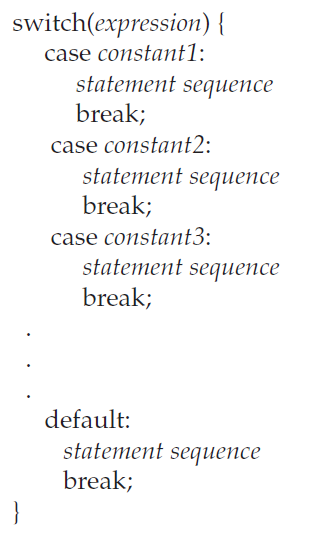 switch(expression) {
case constant1:
statement sequence
break;
case constant2:
statement sequence
break;
case constant3:
statement sequence
break;
.
.
.
default:
statement sequence
break;
}